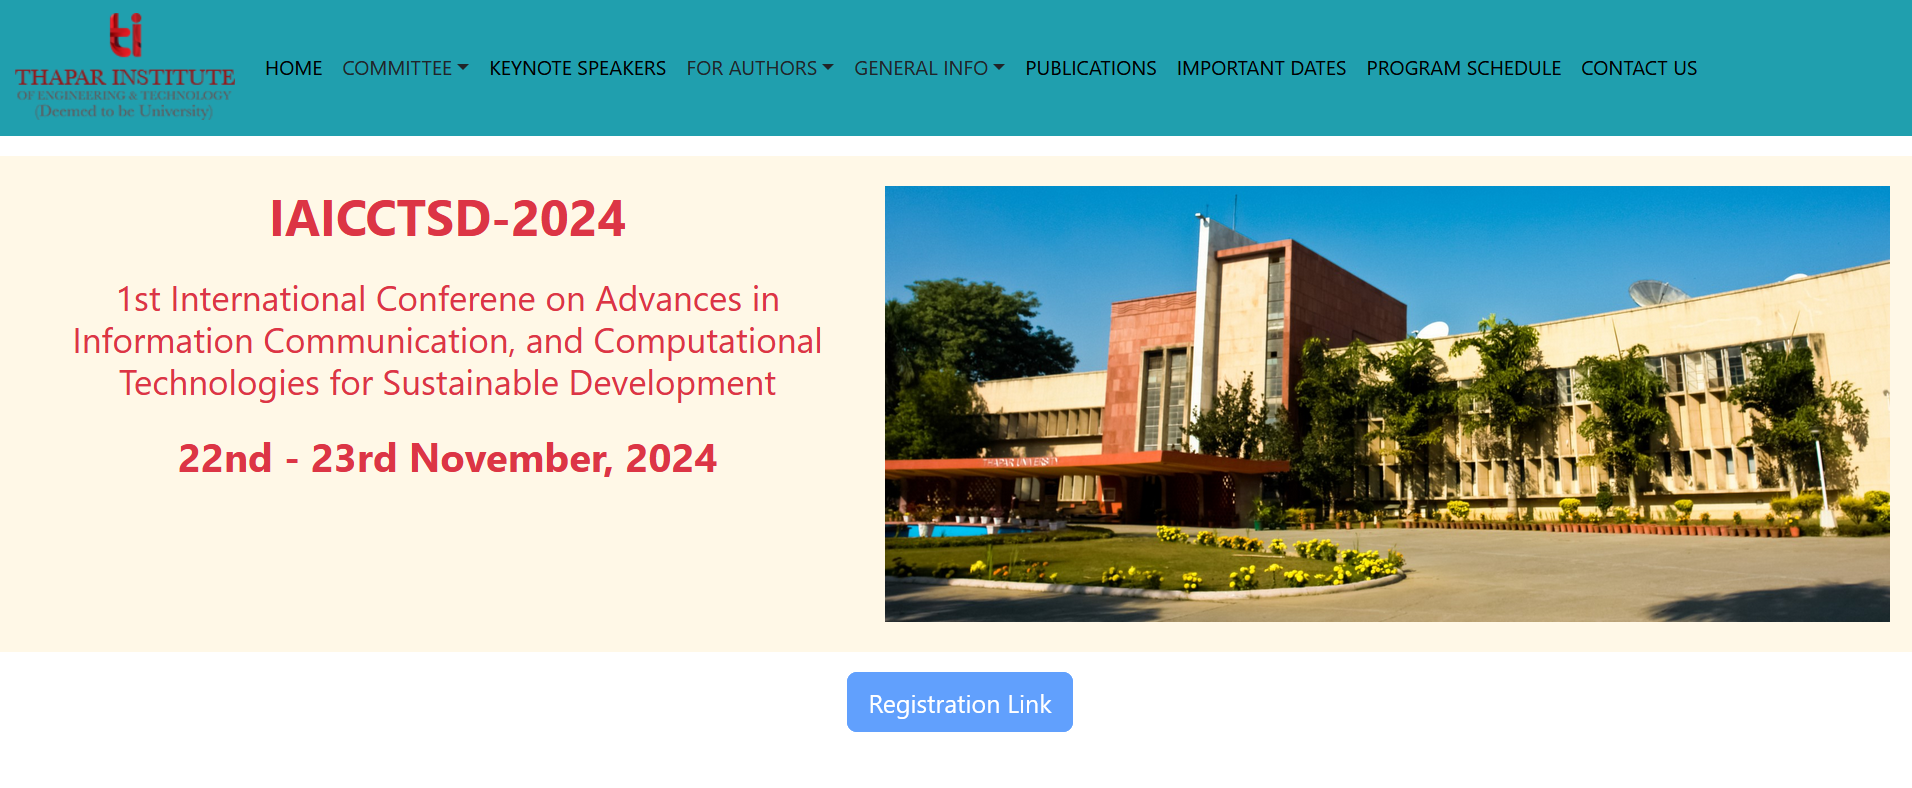 ti
THAPAR INSTITUTE
OF ENGINEERING & TECHNOLOGY
(Deemed to be University)
HOME COMMITTEE KEYNOTE SPEAKERS FOR AUTHORS GENERAL INFO PUBLICATIONS IMPORTANT DATES PROGRAM SCHEDULE CONTACT US
IAICCTSD-2024
1st International Conferene on Advances in
Information Communication, and Computational
Technologies for Sustainable Development
22nd - 23rd November, 2024
THAPAR UNIVERSI
Registration Link